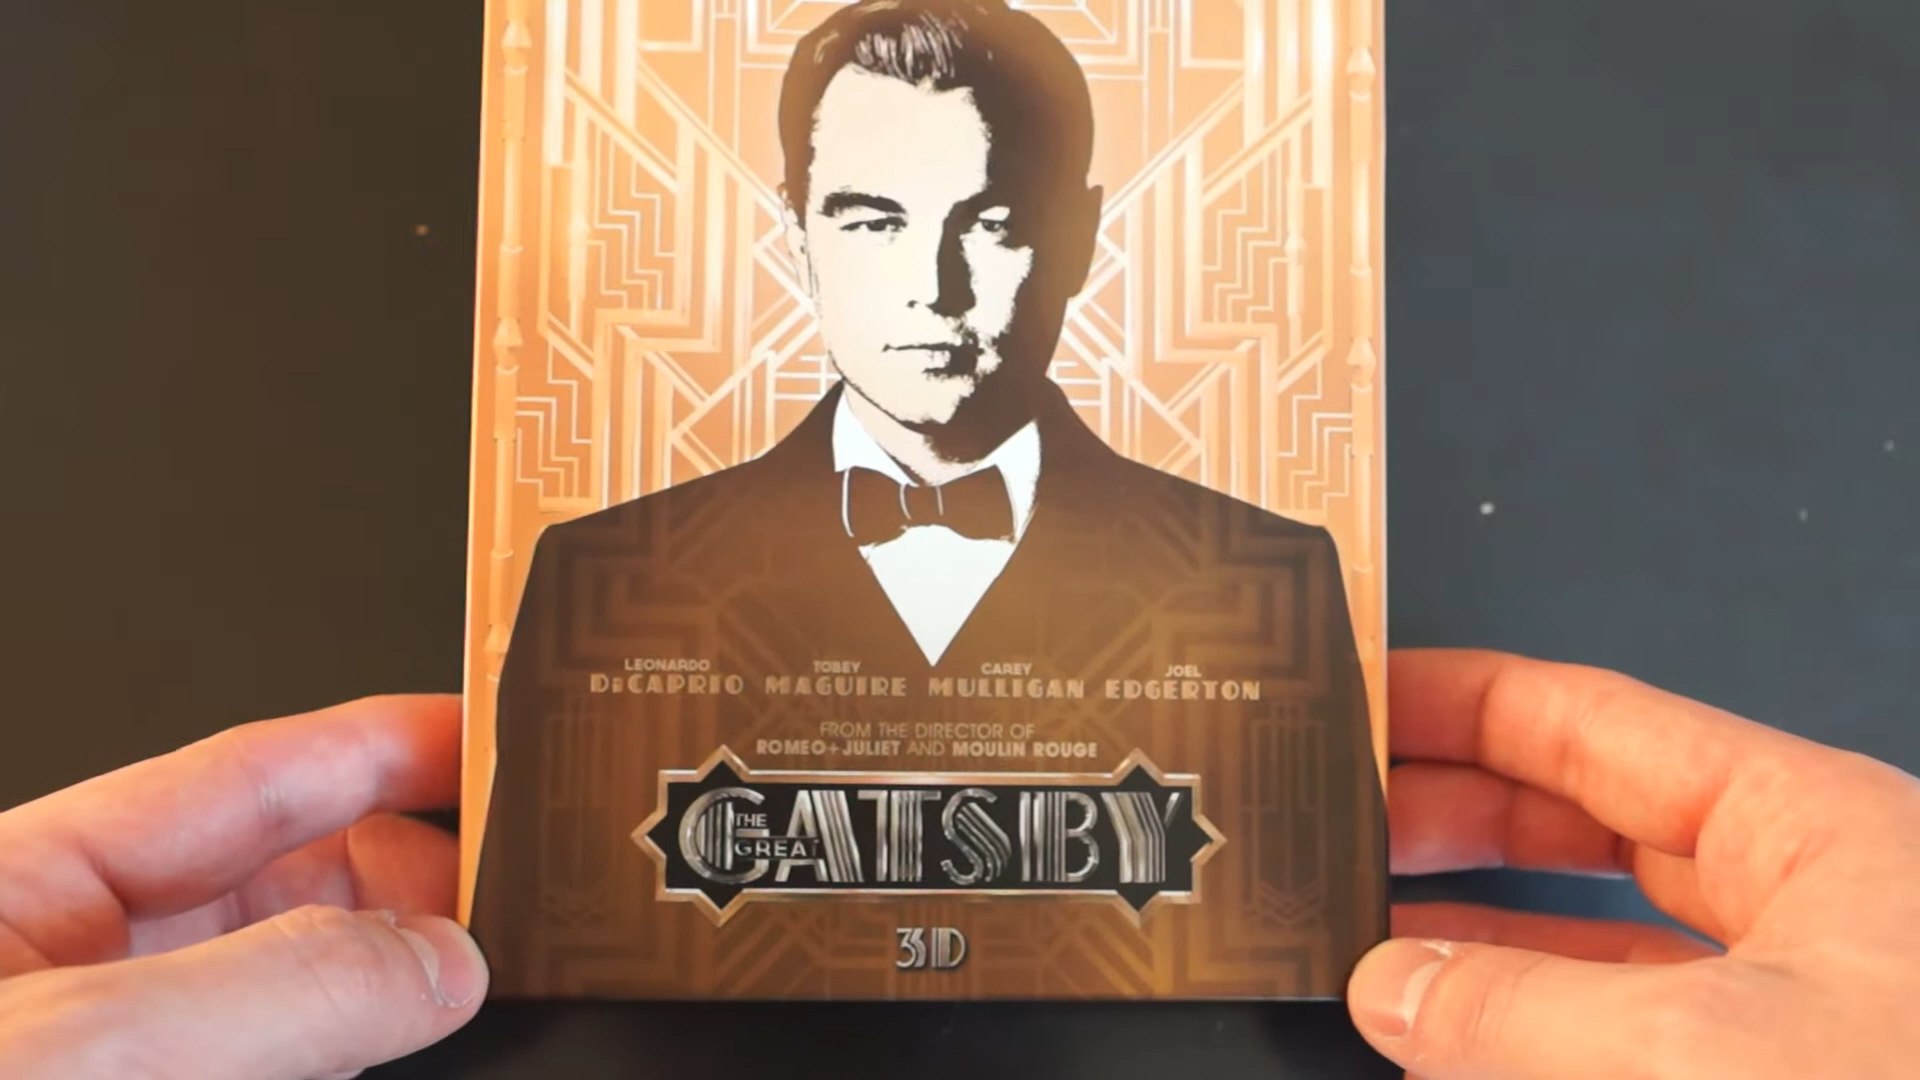 LEONARDO TOBEY CAREY JOEL
DiCAPRIO MAGUIRE MULLIGAN EDGERTON
FROM THE DIRECTOR OF
ROMEO+JULIET AND MOULIN ROUGE
THE
GREAT
GATSBY
3D